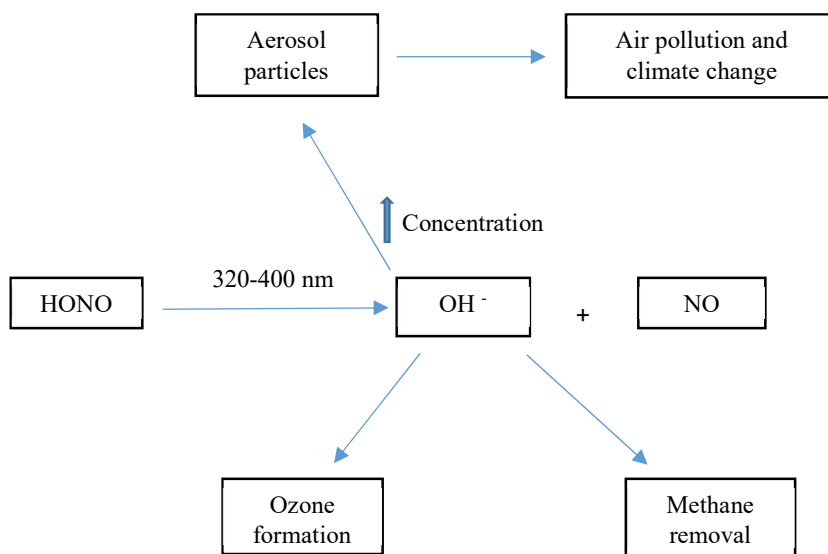 Aerosol
particles
Air pollution and
climate change
Concentration
320-400 nm
HONO
OH -
+
NO
Ozone
formation
Methane
removal